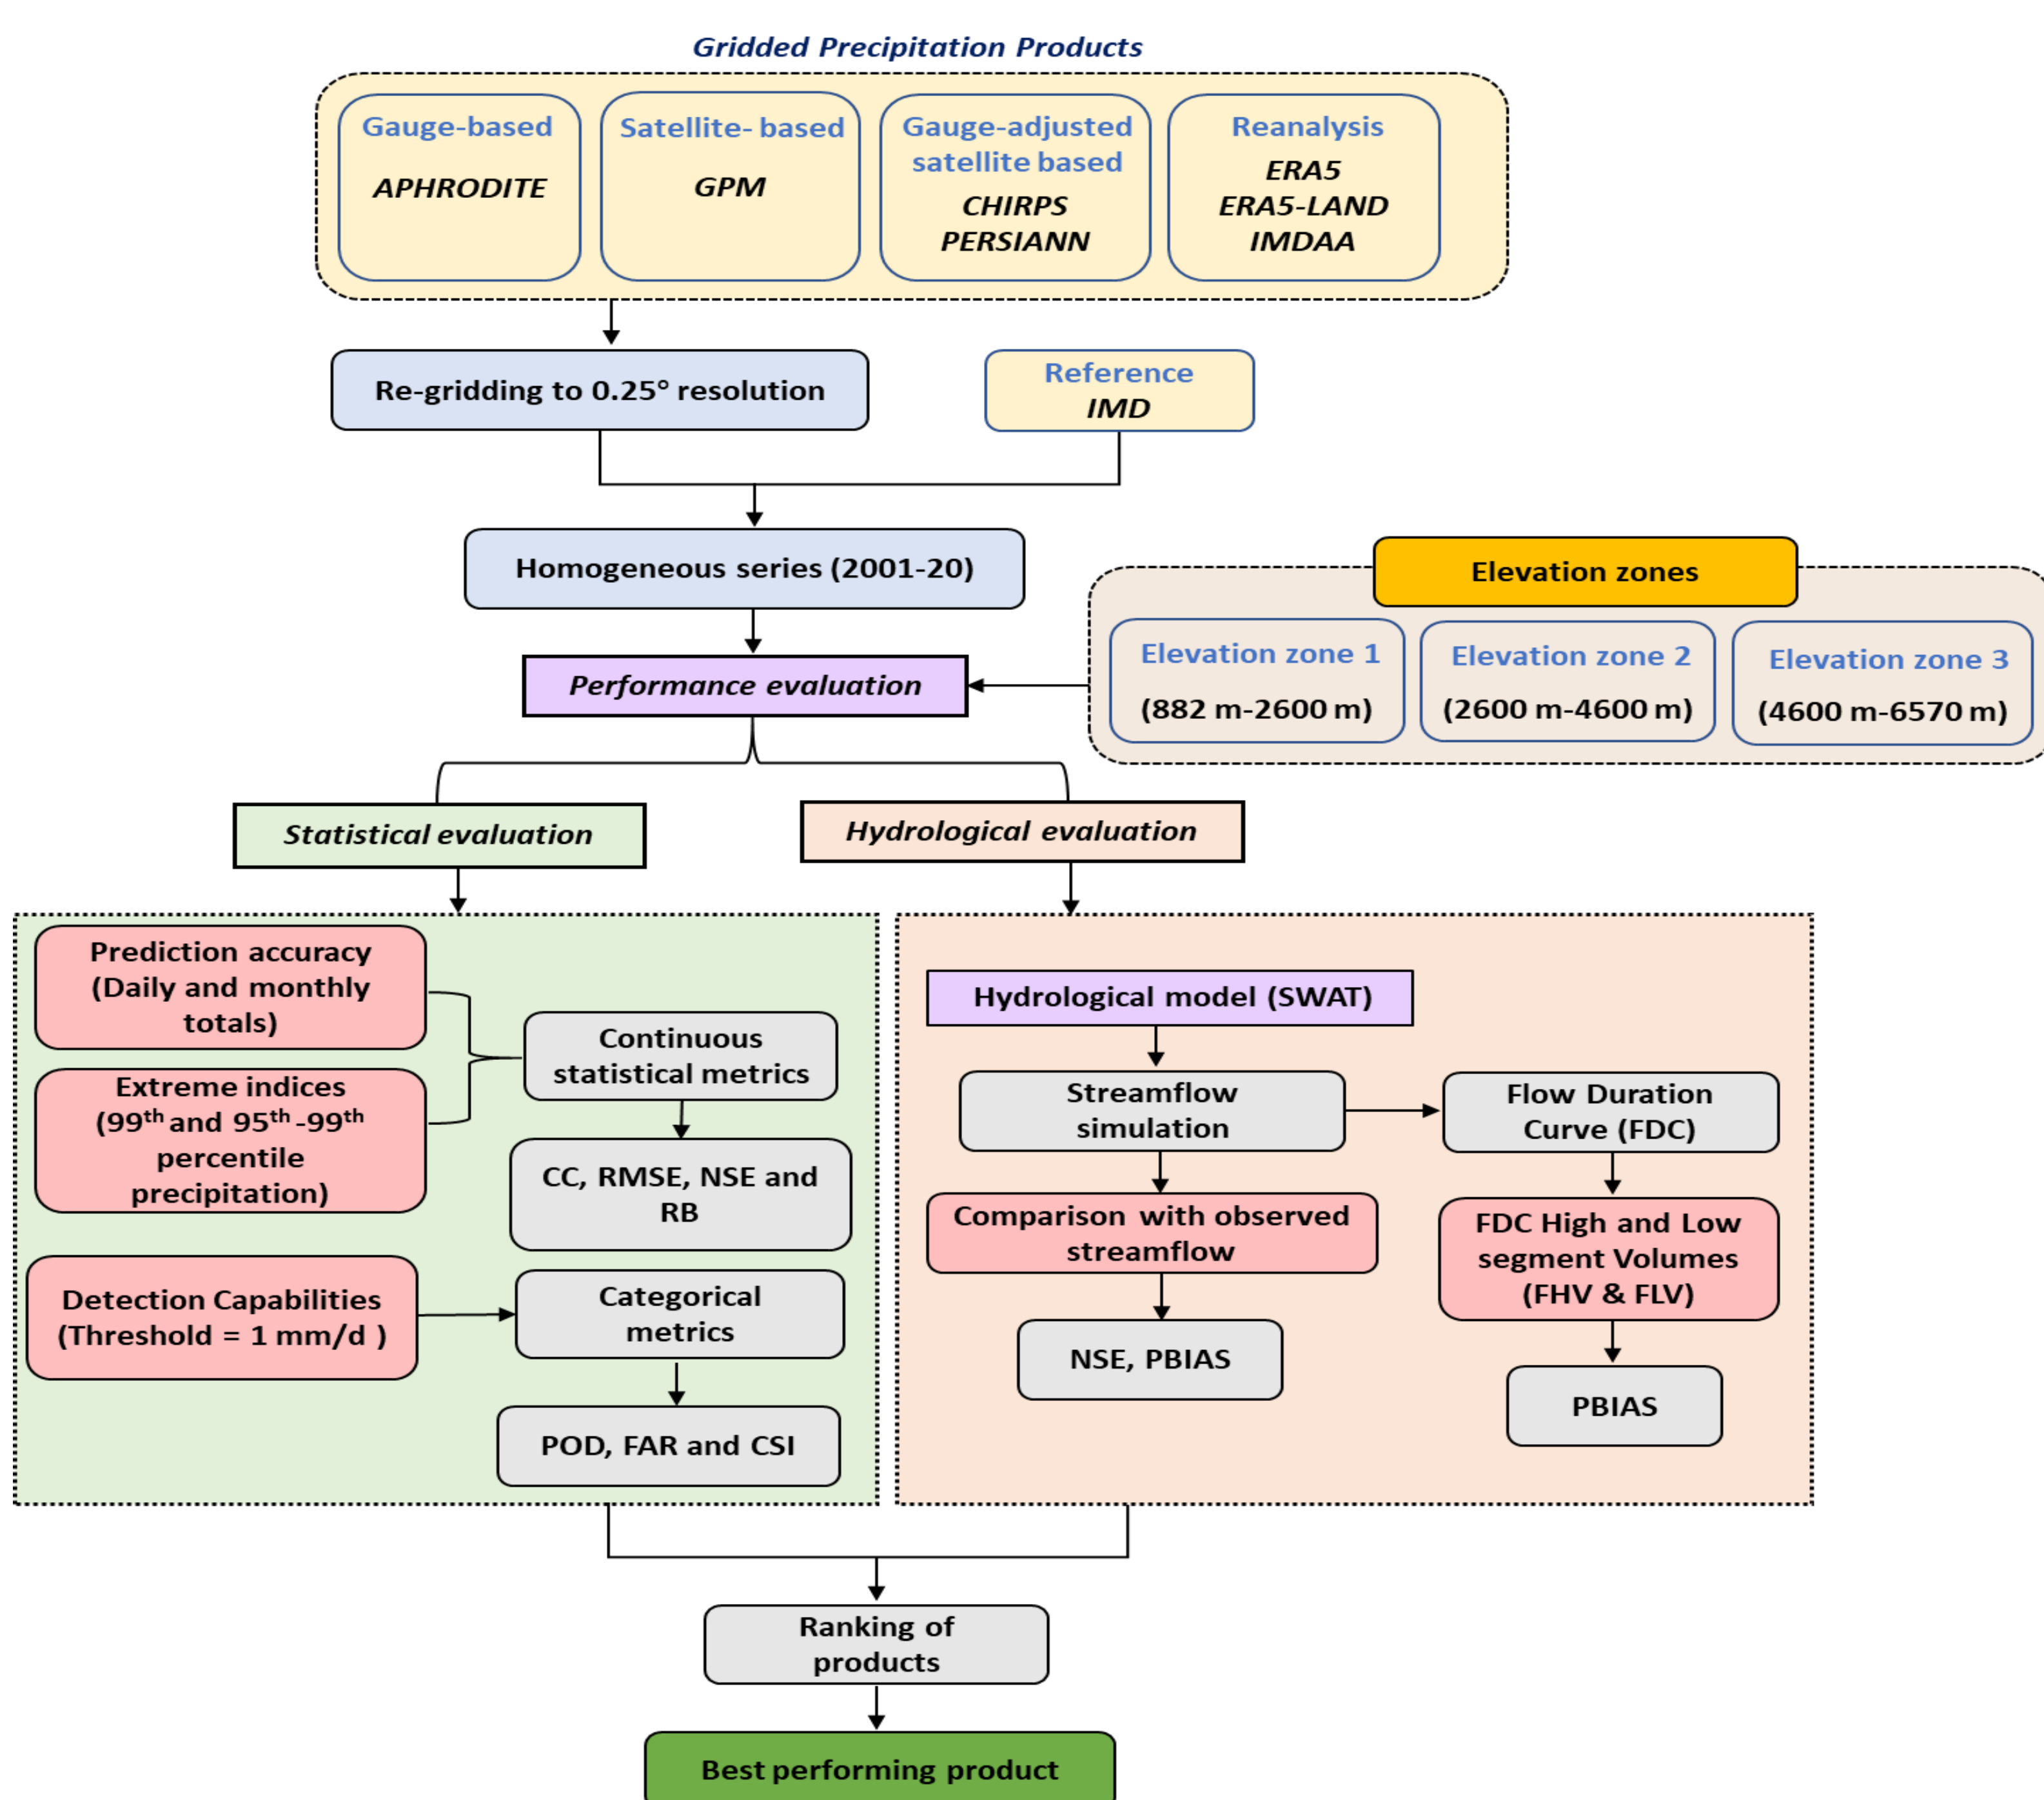 Gridded Precipitation Products
Gauge-based
APHRODITE
Satellite- based
GPM
Gauge-adjusted
satellite based
CHIRPS
PERSIANN
Reanalysis
ERA5
ERA5-LAND
IMDAA
Re-gridding to 0.25° resolution
Reference
IMD
Homogeneous series (2001-20)
Elevation zones
Elevation zone 1
(882 m-2600 m)
Elevation zone 2
(2600 m-4600 m)
Elevation zone 3
(4600 m-6570 m)
Performance evaluation
Statistical evaluation
Hydrological evaluation
Prediction accuracy
(Daily and monthly
totals)
Extreme indices
(99th and 95th -99th
percentile
precipitation)
Continuous
statistical metrics
CC, RMSE, NSE and
RB
Detection Capabilities
(Threshold = 1 mm/d )
Categorical
metrics
POD, FAR and CSI
Hydrological model (SWAT)
Streamflow
simulation
Flow Duration
Curve (FDC)
Comparison with observed
streamflow
FDC High and Low
segment Volumes
(FHV & FLV)
NSE, PBIAS
PBIAS
Ranking of
products
Best performing product